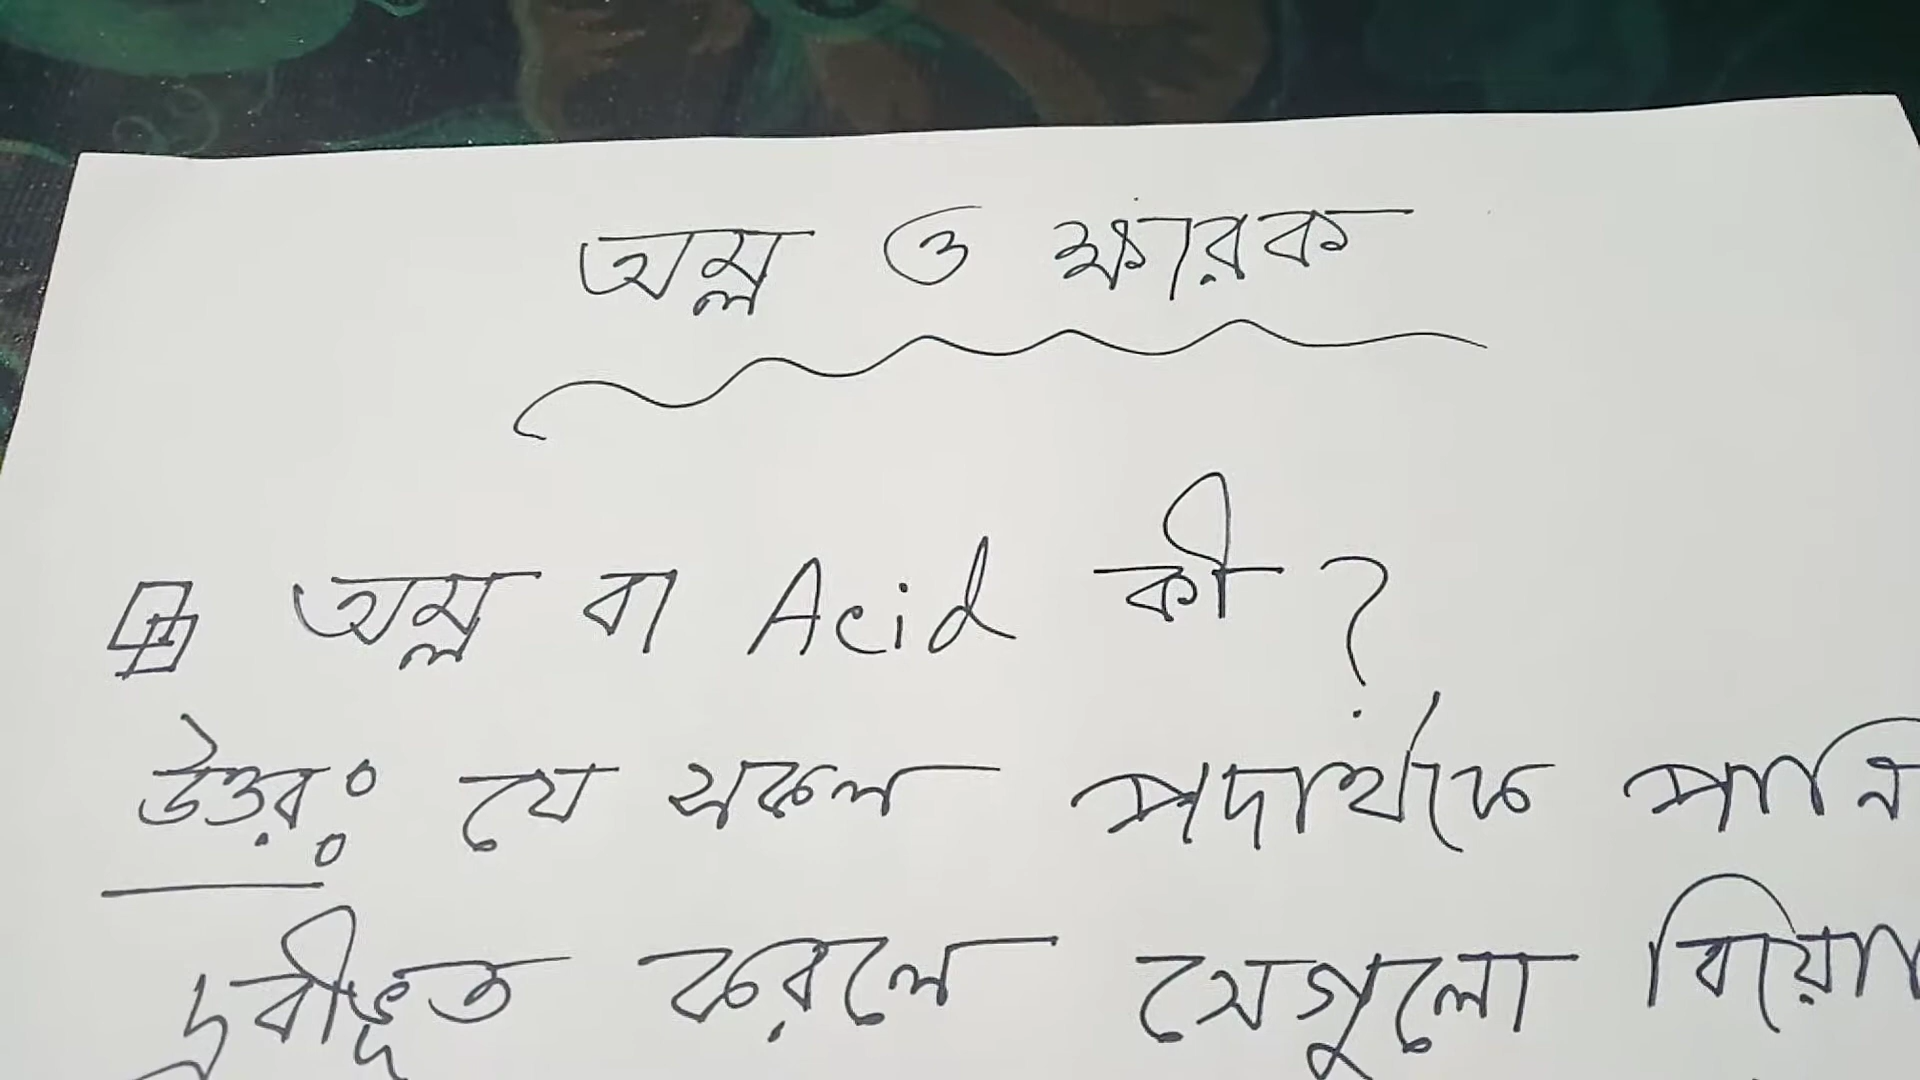 অম্ল ও ক্ষারক
অম্ল বা Acid কী?
উত্তরঃ যে সকল পদার্থকে পানি
দ্রবীভূত করলে সেগুলো বিয়ো